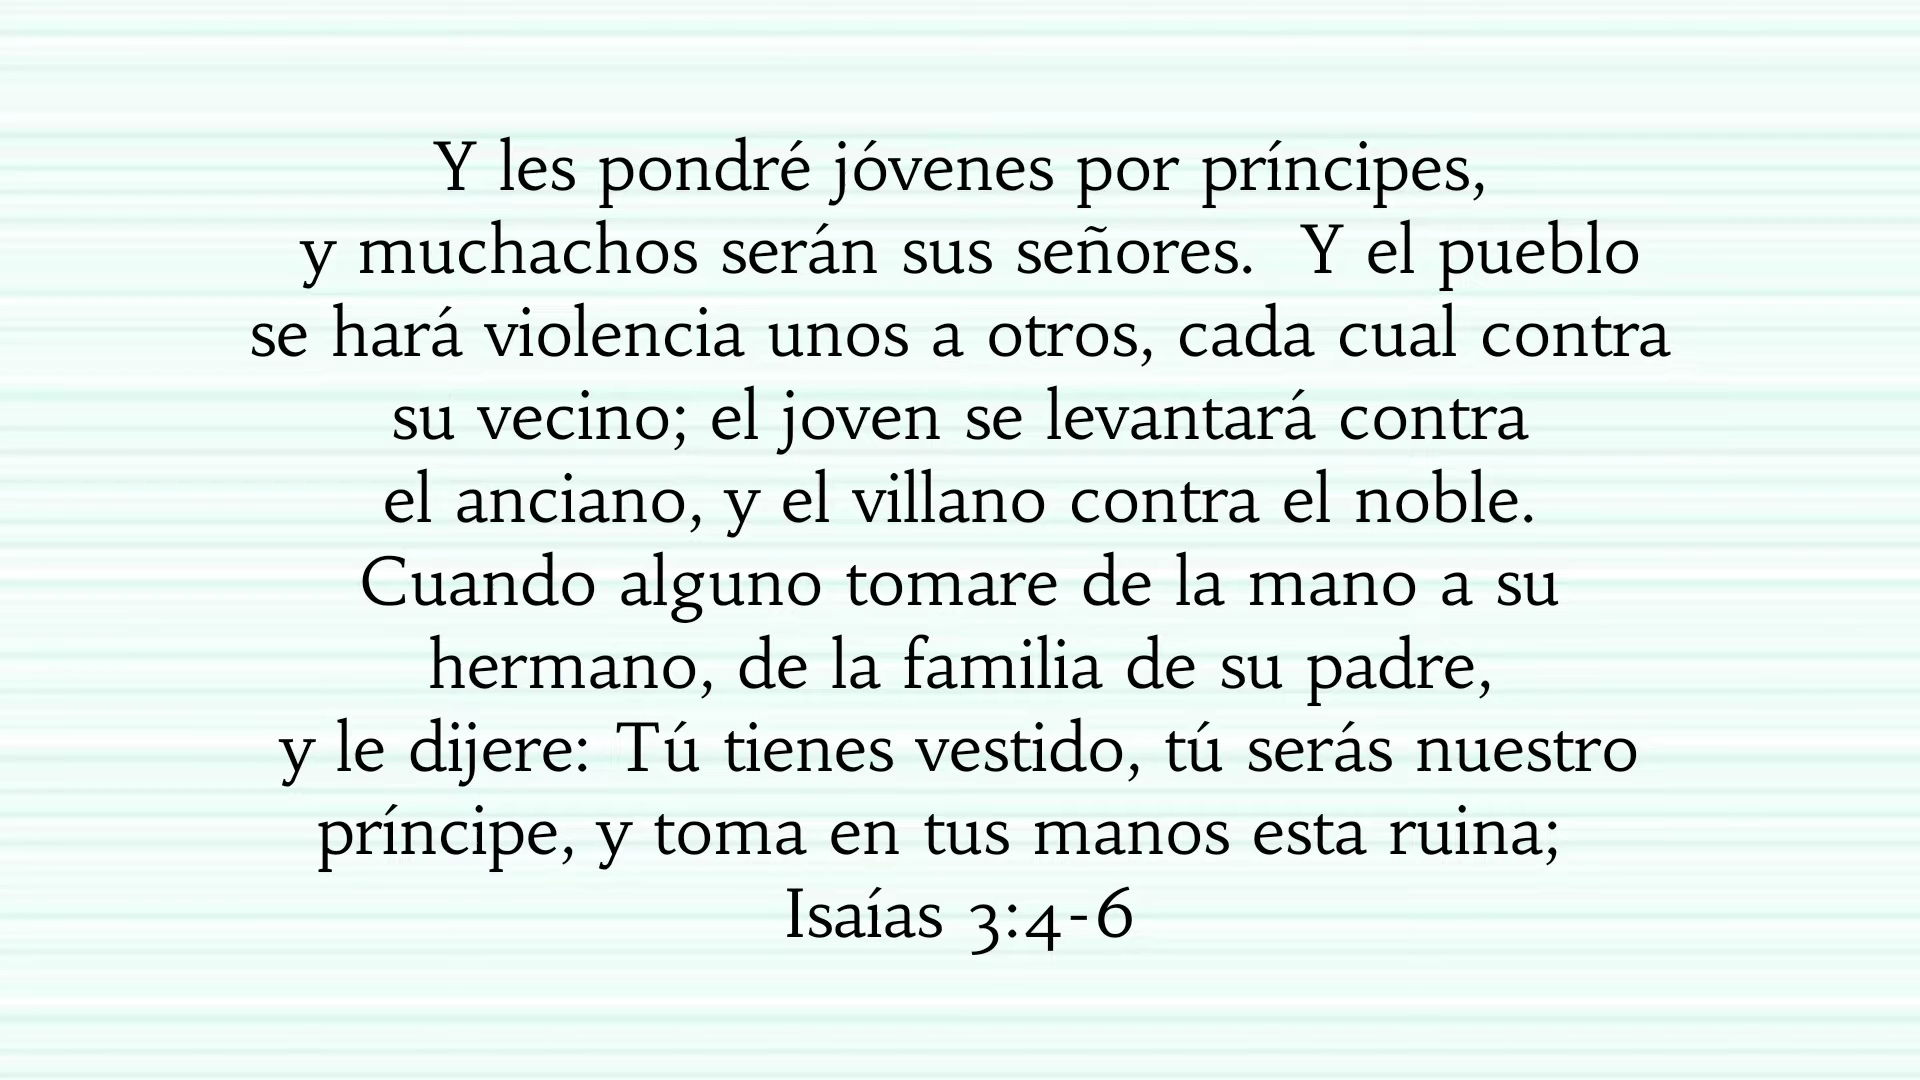 Y les pondré jóvenes por príncipes,
y muchachos serán sus señores.  Y el pueblo
se hará violencia unos a otros, cada cual contra
su vecino; el joven se levantará contra
el anciano, y el villano contra el noble.
Cuando alguno tomare de la mano a su
hermano, de la familia de su padre,
y le dijere: Tú tienes vestido, tú serás nuestro
príncipe, y toma en tus manos esta ruina;
Isaías 3:4-6